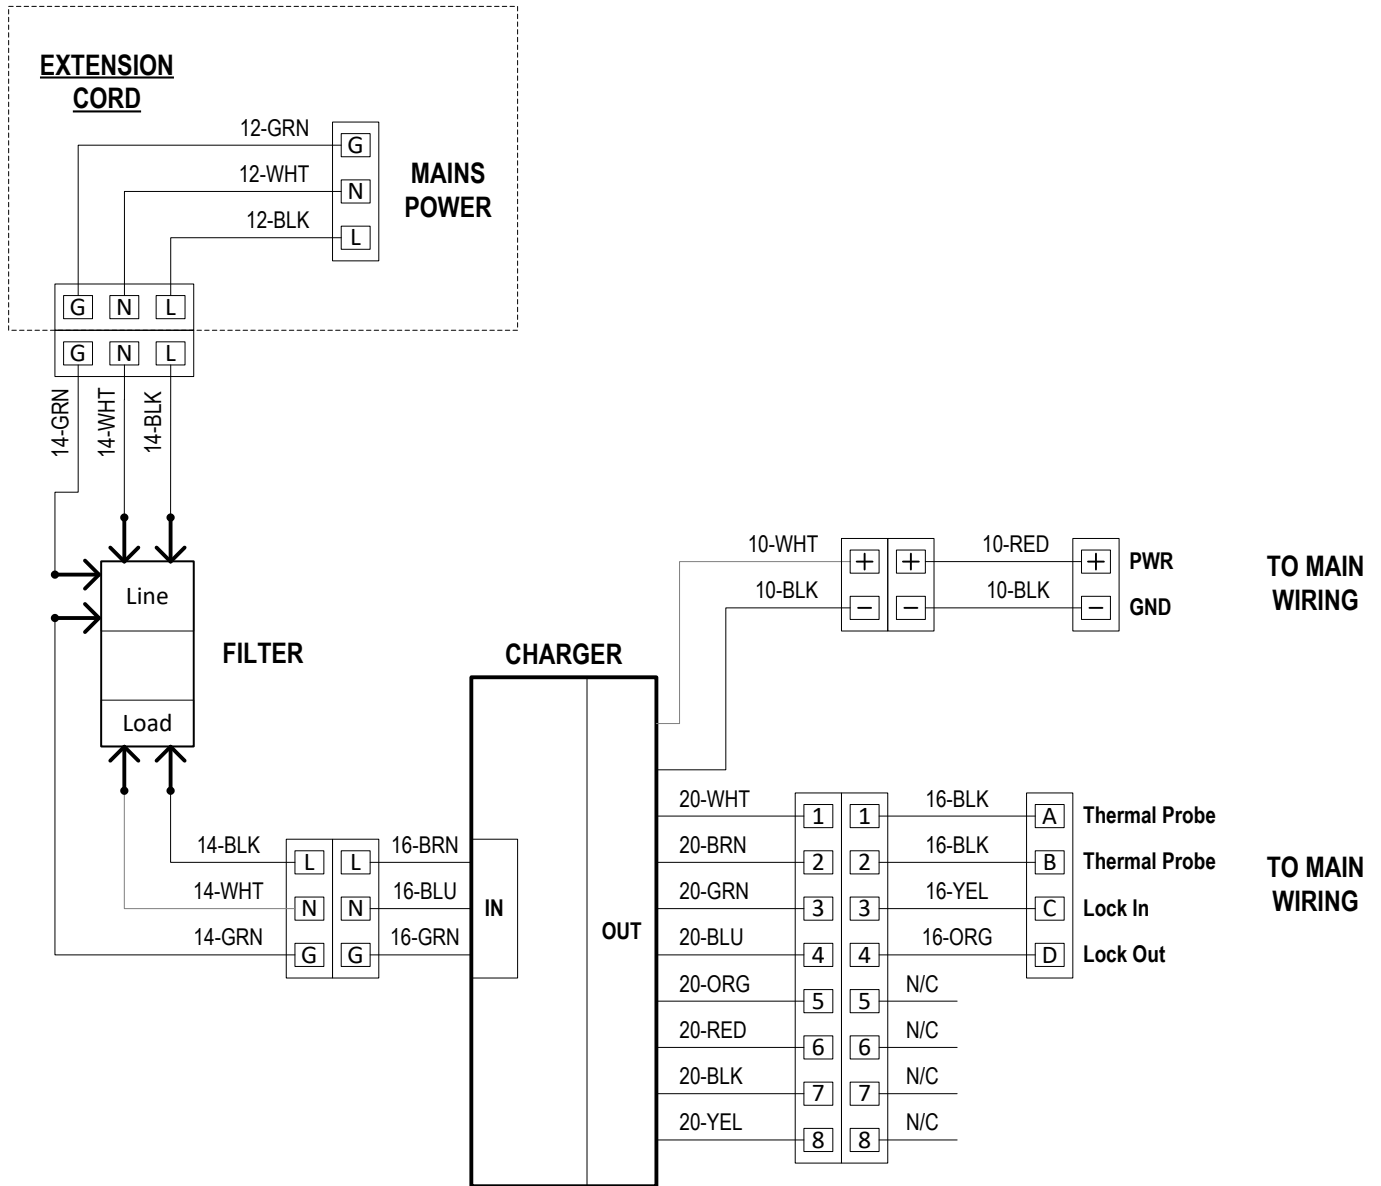 EXTENSION
CORD
12-GRN
G
12-WHT
N
12-BLK
L
MAINS
POWER
G N L
G N L
14-GRN
14-WHT
14-BLK
Line
Load
FILTER
CHARGER
10-WHT + + 10-RED + PWR
10-BLK − − 10-BLK − GND
TO MAIN
WIRING
14-BLK L L 16-BRN
14-WHT N N 16-BLU
14-GRN G G 16-GRN
IN
OUT
20-WHT 1 1 16-BLK A Thermal Probe
20-BRN 2 2 16-BLK B Thermal Probe
20-GRN 3 3 16-YEL C Lock In
20-BLU 4 4 16-ORG D Lock Out
20-ORG 5 5 N/C
20-RED 6 6 N/C
20-BLK 7 7 N/C
20-YEL 8 8 N/C
TO MAIN
WIRING